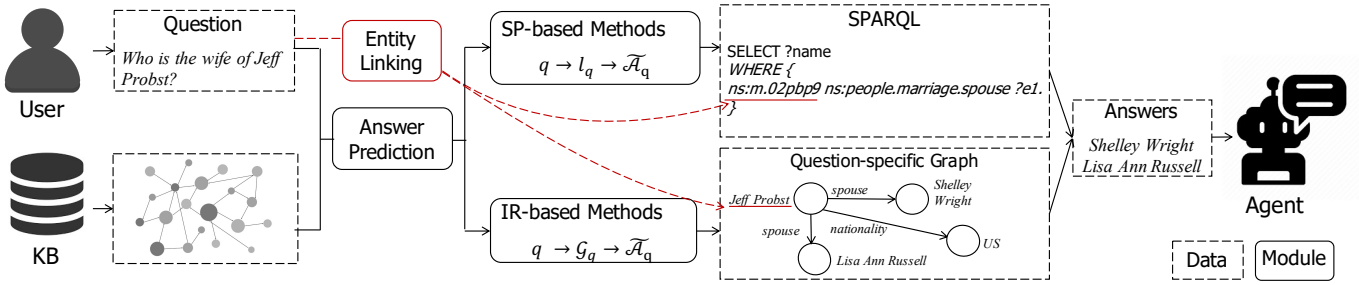 User
KB
Question
Who is the wife of Jeff
Probst?
Entity
Linking
Answer
Prediction
SP-based Methods
q → l_q → 𝒜̃_q
IR-based Methods
q → 𝒢_q → 𝒜̃_q
SPARQL
SELECT ?name
WHERE {
ns:m.02pbp9 ns:people.marriage.spouse ?e1.
}
Question-specific Graph
Jeff Probst
spouse
Shelley
Wright
spouse
nationality
US
Lisa Ann Russell
Answers
Shelley Wright
Lisa Ann Russell
Agent
Data
Module